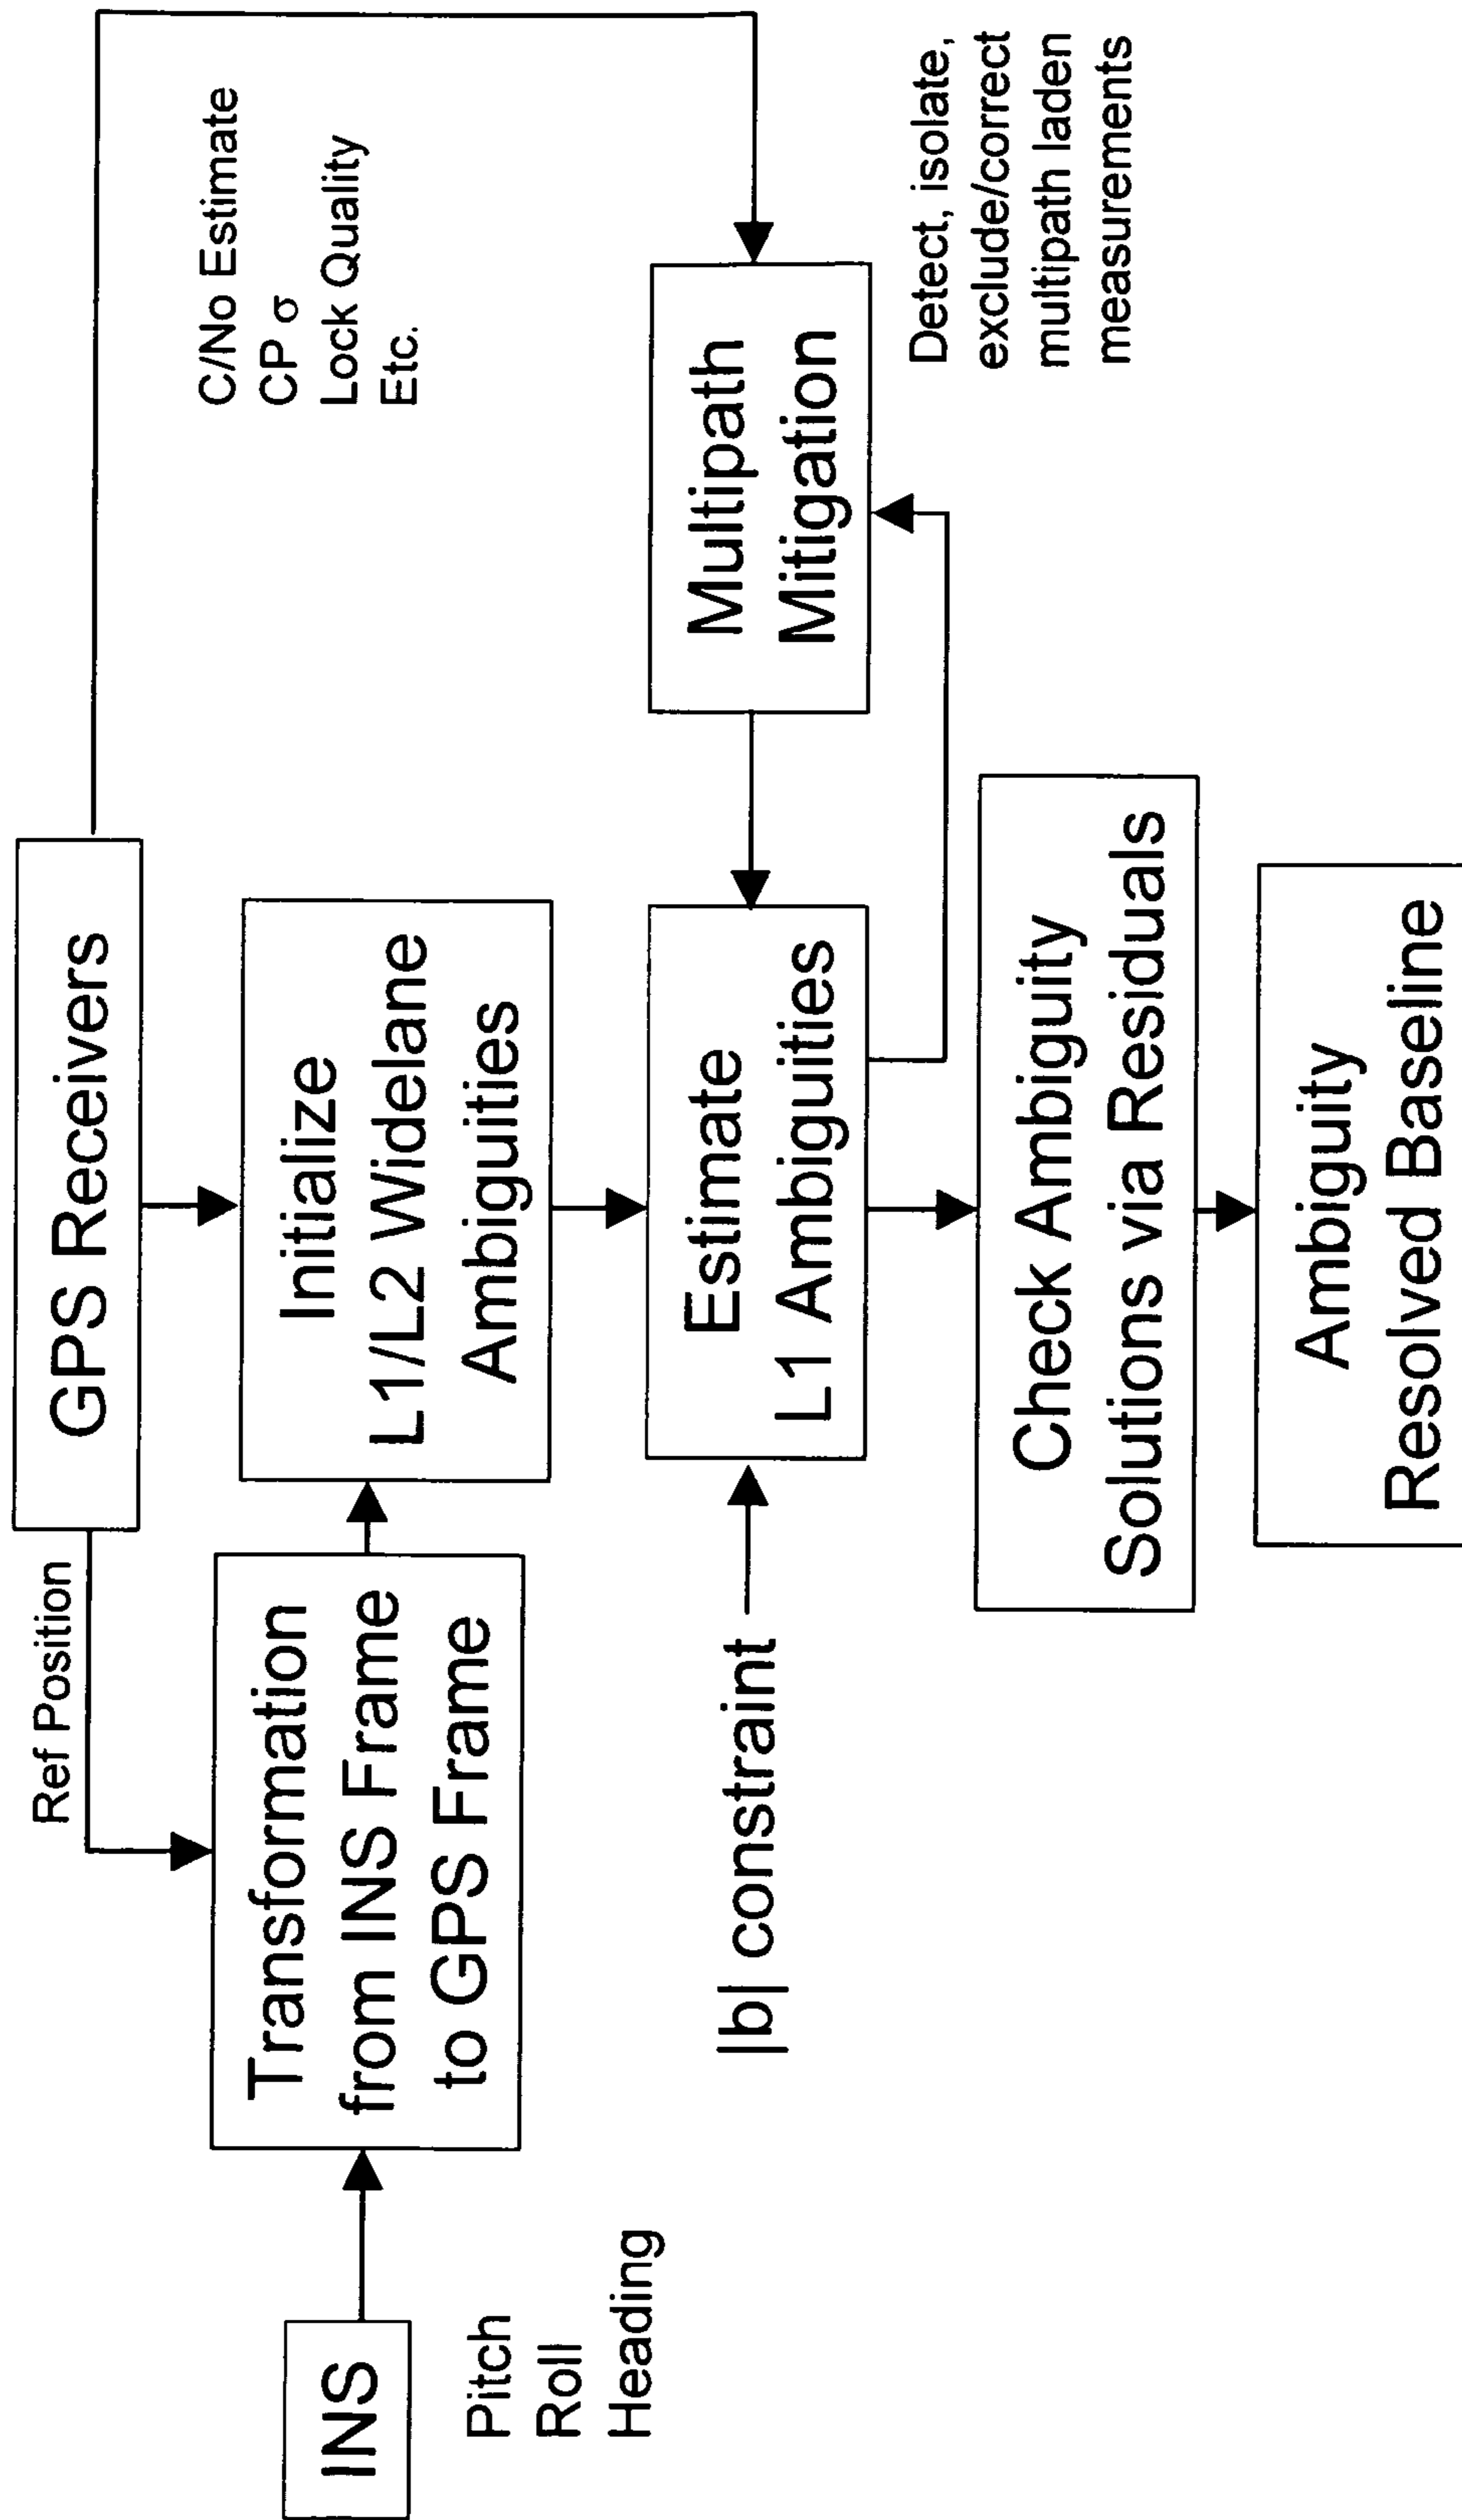 Ref Position
GPS Receivers
C/No Estimate
CP σ
Lock Quality
Etc.
INS
Pitch
Roll
Heading
Transformation
from INS Frame
to GPS Frame
Initialize
L1/L2 Widelane
Ambiguities
|b| constraint
Estimate
L1 Ambiguities
Multipath
Mitigation
Detect, isolate,
exclude/correct
multipath laden
measurements
Check Ambiguity
Solutions via Residuals
Ambiguity
Resolved Baseline